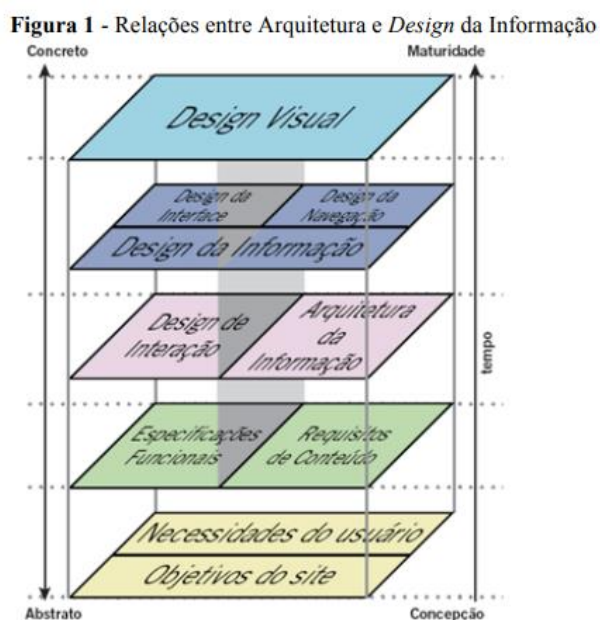 Figura 1 - Relações entre Arquitetura e Design da Informação
Concreto
Maturidade
Design Visual
Design da
Interface
Design da
Navegação
Design da Informação
Design de
Interação
Arquitetura
da
Informação
tempo
Especificações
Funcionais
Requisitos
de Conteúdo
Necessidades do usuário
Objetivos do site
Abstrato
Concepção